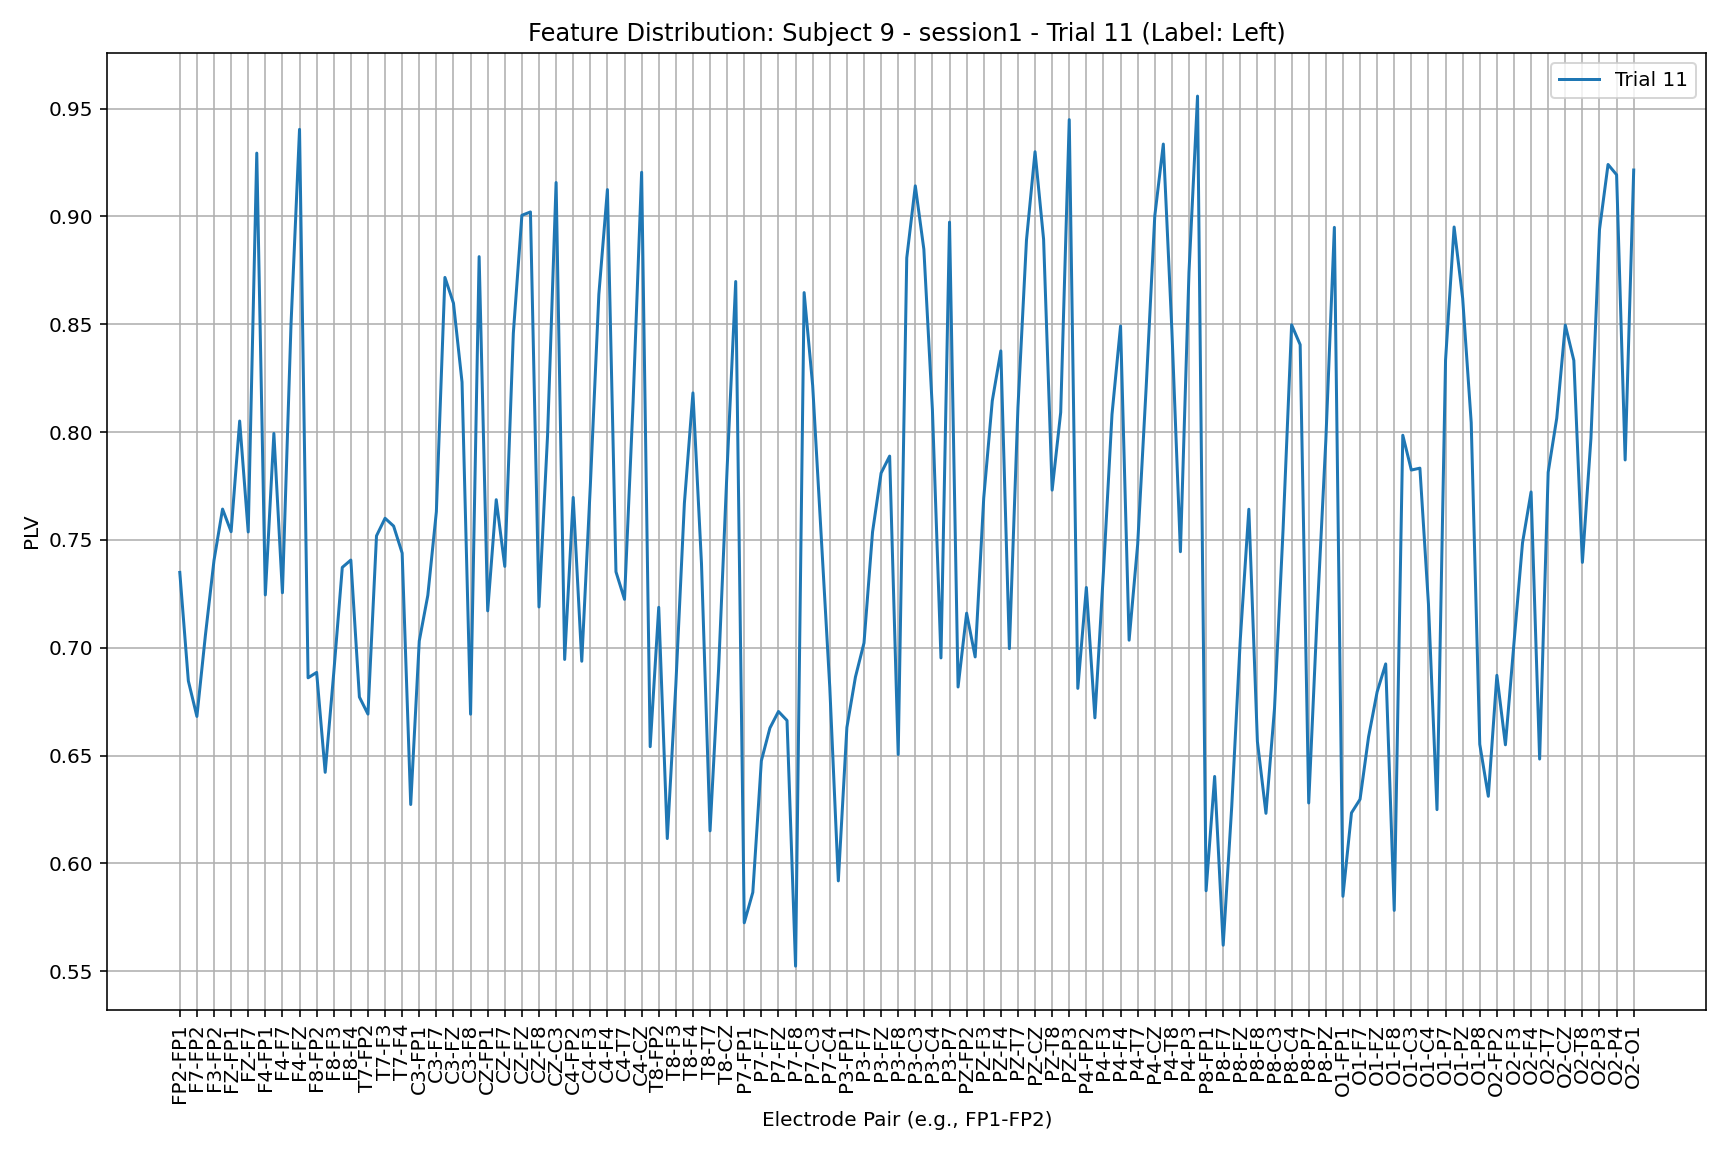 Feature Distribution: Subject 9 - session1 - Trial 11 (Label: Left)
Trial 11
PLV
0.95
0.90
0.85
0.80
0.75
0.70
0.65
0.60
0.55
FP2-FP1
F7-FP2
F3-FP2
FZ-FP1
FZ-F7
F4-FP1
F4-F7
F4-FZ
F8-FP2
F8-F3
F8-F4
T7-FP2
T7-F3
T7-F4
C3-FP1
C3-F7
C3-FZ
C3-F8
CZ-FP1
CZ-F7
CZ-FZ
CZ-F8
CZ-C3
C4-FP2
C4-F3
C4-F4
C4-T7
C4-CZ
T8-FP2
T8-F3
T8-F4
T8-T7
T8-CZ
P7-FP1
P7-F7
P7-FZ
P7-F8
P7-C3
P7-C4
P3-FP1
P3-F7
P3-FZ
P3-F8
P3-C3
P3-C4
P3-P7
PZ-FP2
PZ-F3
PZ-F4
PZ-T7
PZ-CZ
PZ-T8
PZ-P3
P4-FP2
P4-F3
P4-F4
P4-T7
P4-CZ
P4-T8
P4-P3
P8-FP1
P8-F7
P8-FZ
P8-F8
P8-C3
P8-C4
P8-P7
P8-PZ
O1-FP1
O1-F7
O1-FZ
O1-F8
O1-C3
O1-C4
O1-P7
O1-PZ
O1-P8
O2-FP2
O2-F3
O2-F4
O2-T7
O2-CZ
O2-T8
O2-P3
O2-P4
O2-O1
Electrode Pair (e.g., FP1-FP2)